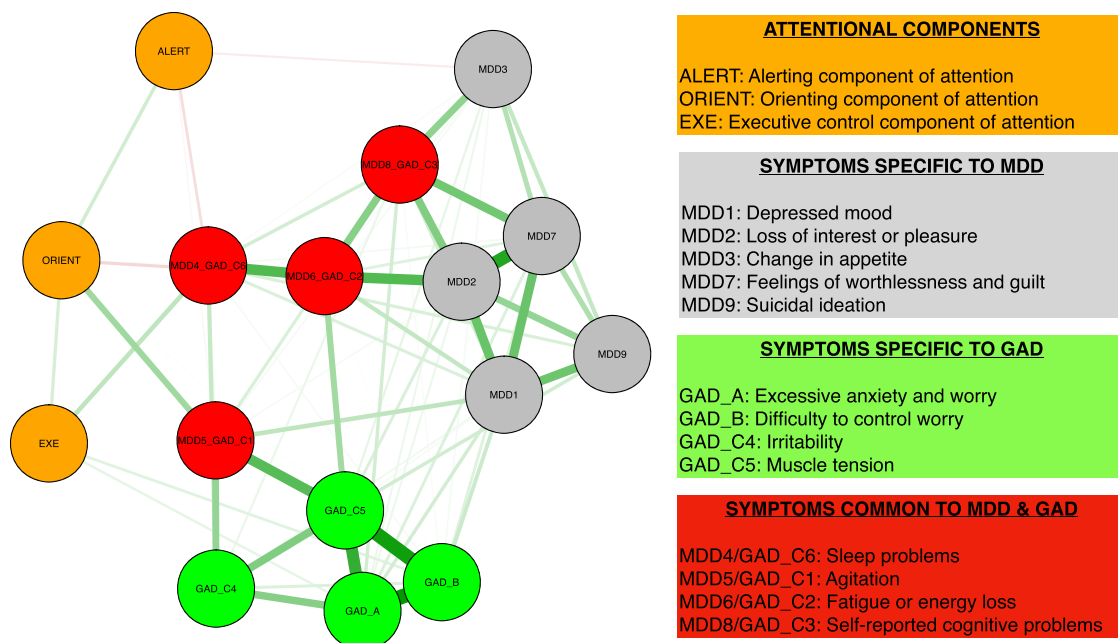 ALERT
MDD3
MDD8_GAD_C3
MDD7
ORIENT
MDD4_GAD_C6
MDD6_GAD_C2
MDD2
MDD9
MDD1
EXE
MDD5_GAD_C1
GAD_C5
GAD_C4
GAD_B
GAD_A
ATTENTIONAL COMPONENTS
ALERT: Alerting component of attention
ORIENT: Orienting component of attention
EXE: Executive control component of attention
SYMPTOMS SPECIFIC TO MDD
MDD1: Depressed mood
MDD2: Loss of interest or pleasure
MDD3: Change in appetite
MDD7: Feelings of worthlessness and guilt
MDD9: Suicidal ideation
SYMPTOMS SPECIFIC TO GAD
GAD_A: Excessive anxiety and worry
GAD_B: Difficulty to control worry
GAD_C4: Irritability
GAD_C5: Muscle tension
SYMPTOMS COMMON TO MDD & GAD
MDD4/GAD_C6: Sleep problems
MDD5/GAD_C1: Agitation
MDD6/GAD_C2: Fatigue or energy loss
MDD8/GAD_C3: Self-reported cognitive problems